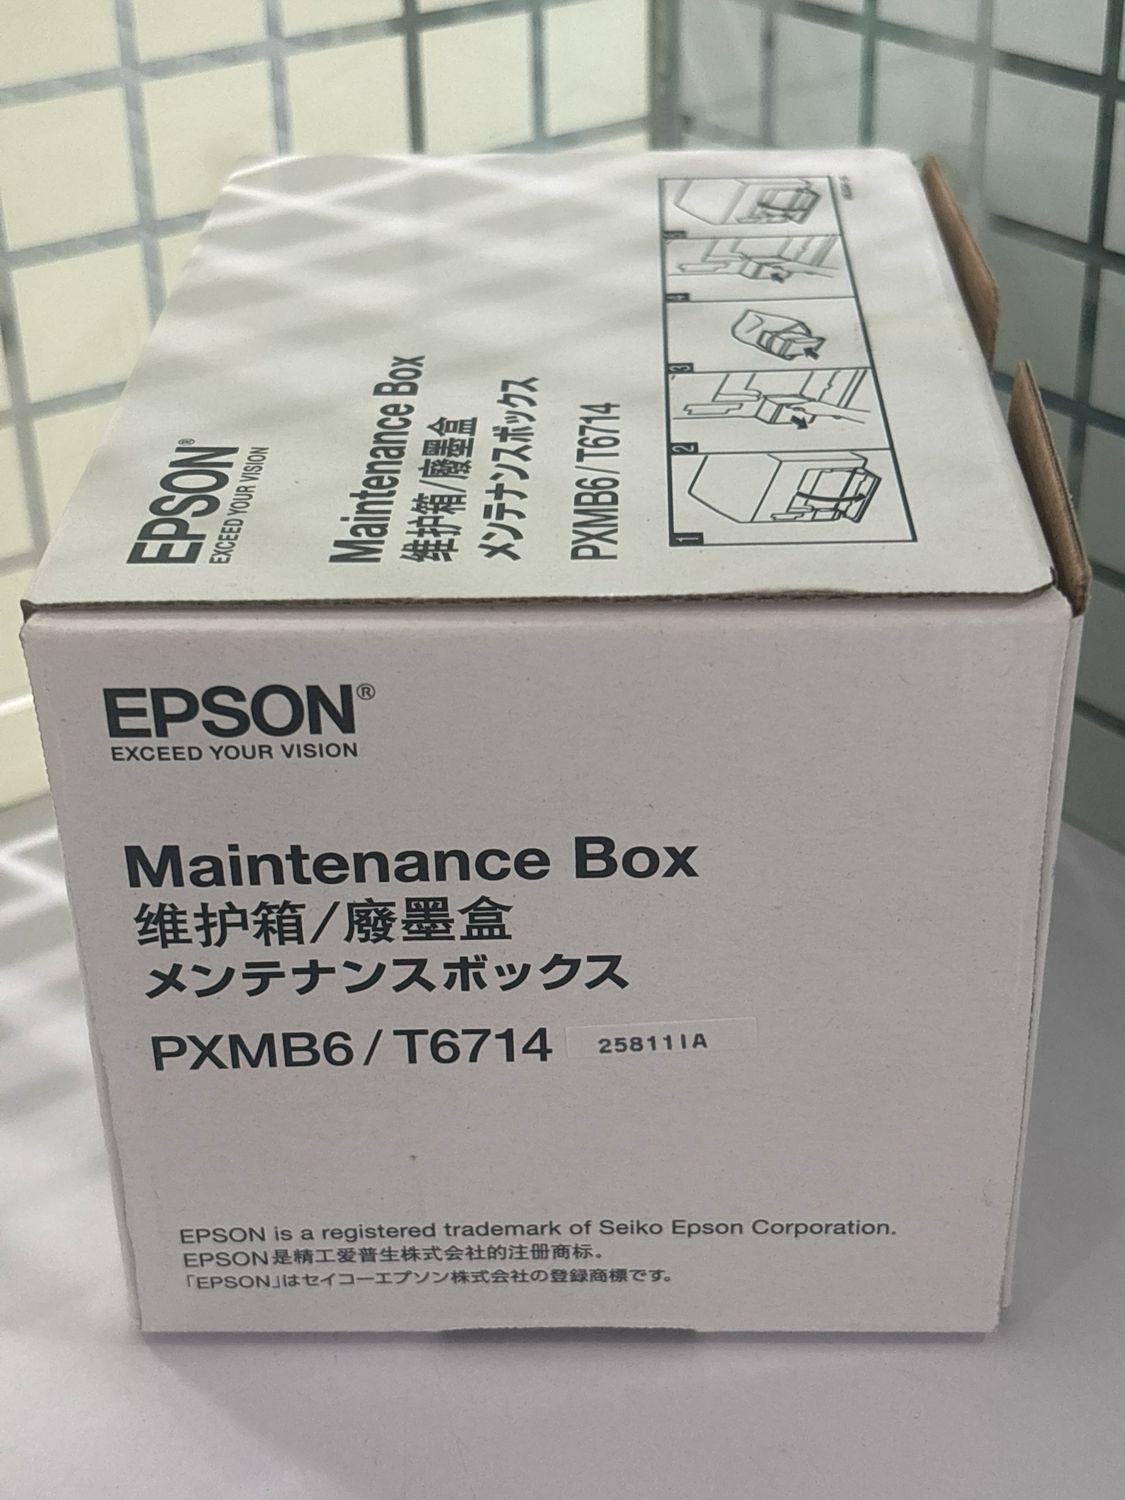 EPSON®
EXCEED YOUR VISION
Maintenance Box
维护箱/廢墨盒
メンテナンスボックス
PXMB6/T6714
5
4
3
2
1
EPSON®
EXCEED YOUR VISION
Maintenance Box
维护箱/廢墨盒
メンテナンスボックス
PXMB6/T6714
258111A
EPSON is a registered trademark of Seiko Epson Corporation.
EPSON是精工爱普生株式会社的注册商标。
「EPSON」はセイコーエプソン株式会社の登録商標です。